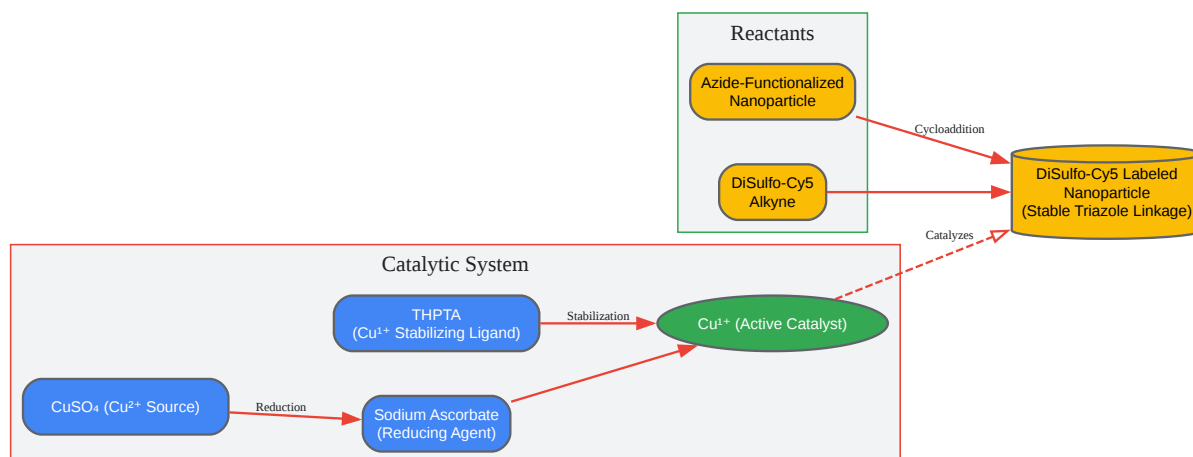 Reactants
Azide-Functionalized
Nanoparticle
Cycloaddition
DiSulfo-Cy5
Alkyne
DiSulfo-Cy5 Labeled
Nanoparticle
(Stable Triazole Linkage)
Catalyzes
Catalytic System
THPTA
(Cu¹⁺ Stabilizing Ligand)
Stabilization
Cu¹⁺ (Active Catalyst)
CuSO₄ (Cu²⁺ Source)
Reduction
Sodium Ascorbate
(Reducing Agent)